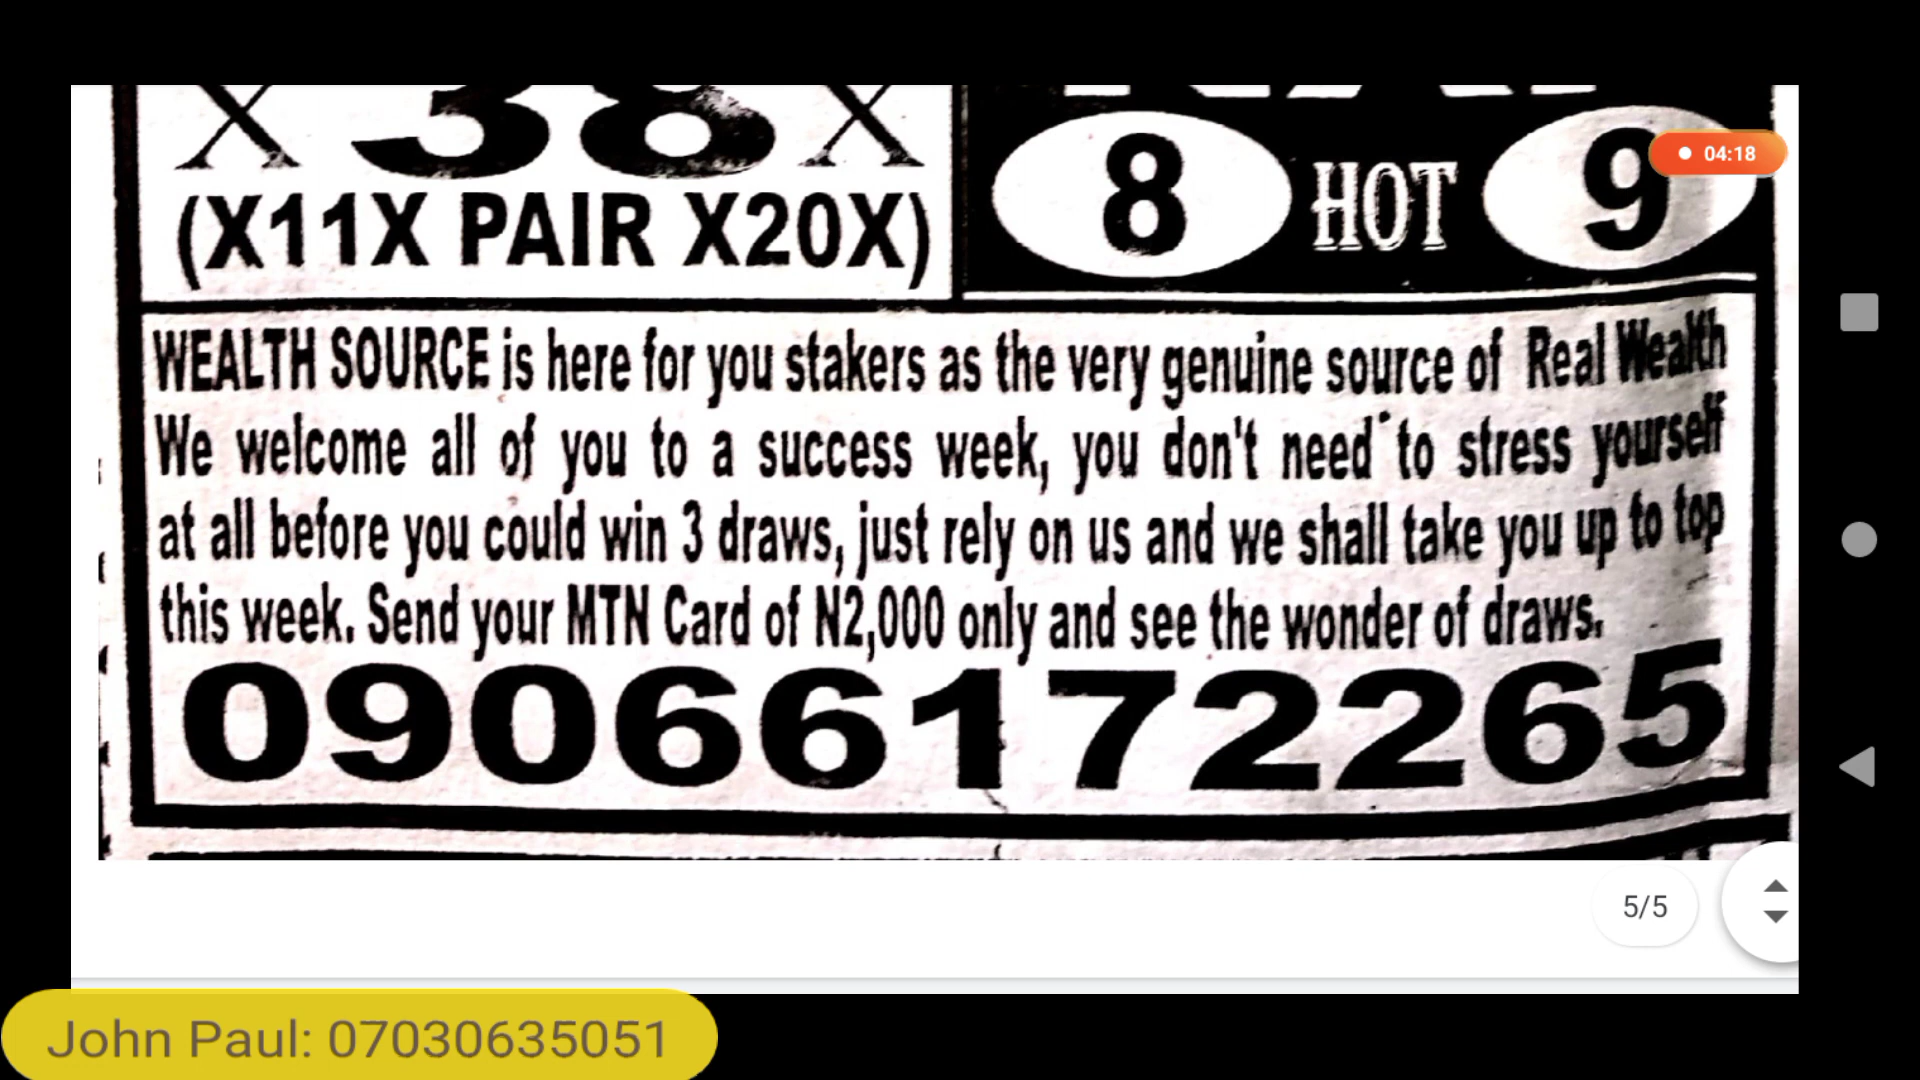 X 38 X
(X11X PAIR X20X)
8 HOT 9
04:18
WEALTH SOURCE is here for you stakers as the very genuine source of Real Wealth
We welcome all of you to a success week, you don't need to stress yourself
at all before you could win 3 draws, just rely on us and we shall take you up to top
this week. Send your MTN Card of N2,000 only and see the wonder of draws.
09066172265
5/5
John Paul: 07030635051